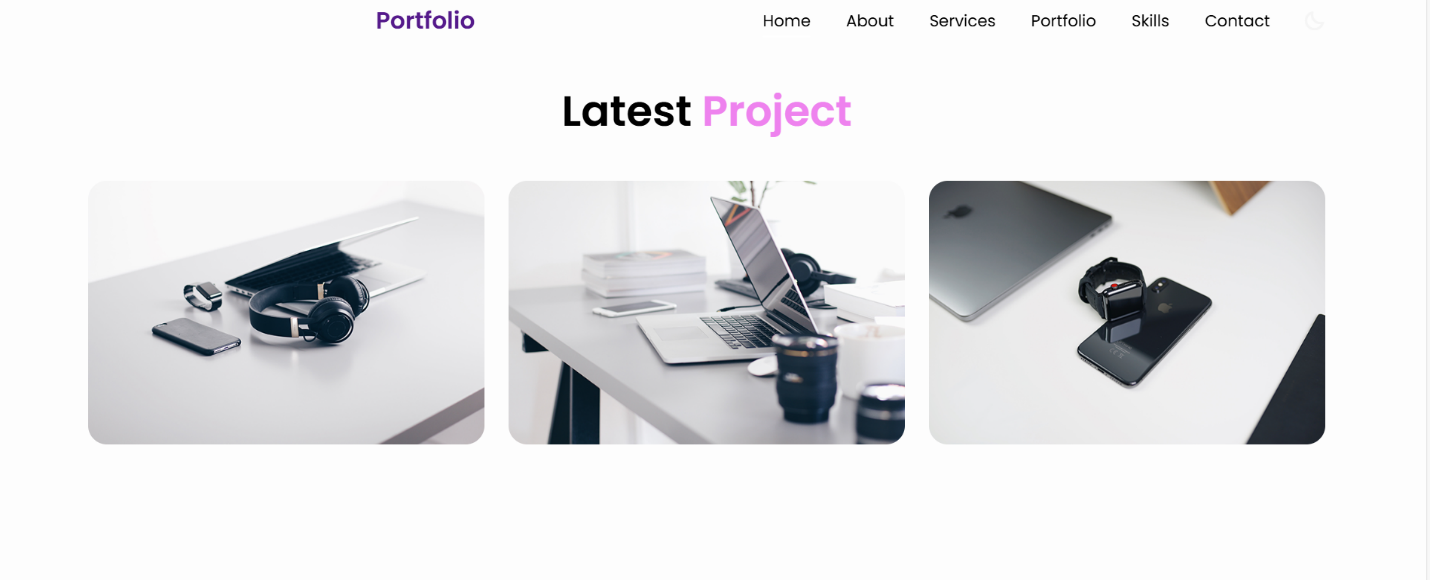 Portfolio Home About Services Portfolio Skills Contact
Latest Project